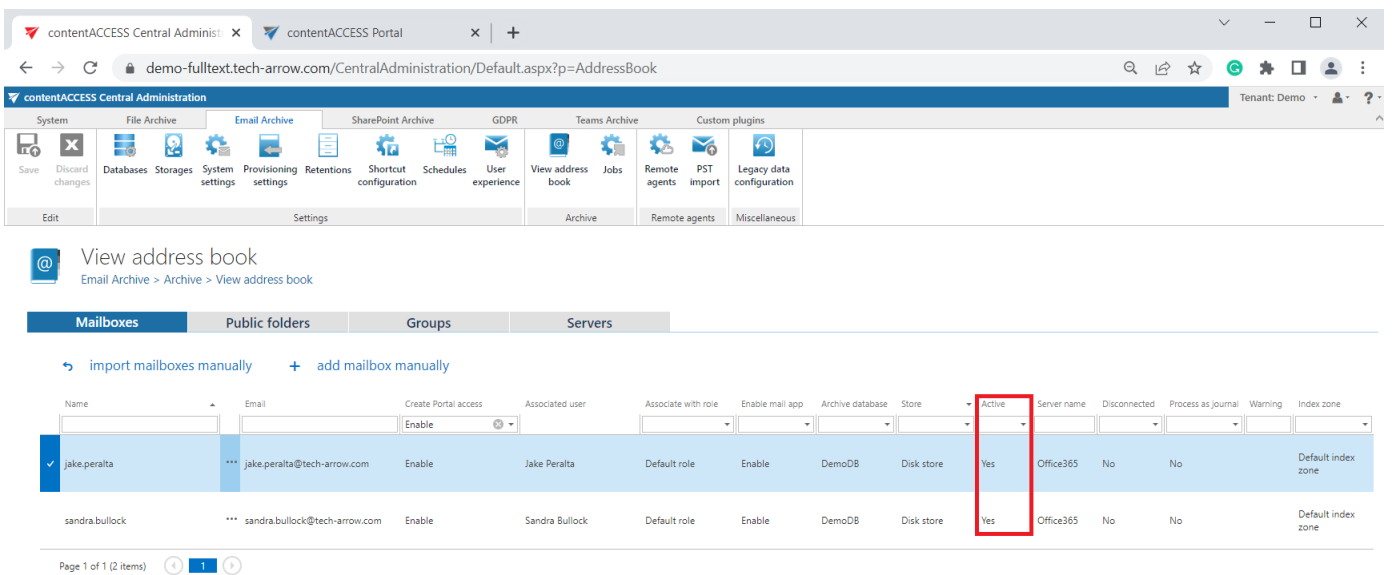 contentACCESS Central Administ
contentACCESS Portal
demo-fulltext.tech-arrow.com/CentralAdministration/Default.aspx?p=AddressBook
contentACCESS Central Administration
Tenant: Demo
?
System
File Archive
Email Archive
SharePoint Archive
GDPR
Teams Archive
Custom plugins
Save
Discard changes
Databases
Storages
System settings
Provisioning settings
Retentions
Shortcut configuration
Schedules
User experience
View address book
Jobs
Remote agents
PST import
Legacy data configuration
Edit
Settings
Archive
Remote agents
Miscellaneous
View address book
Email Archive > Archive > View address book
Mailboxes
Public folders
Groups
Servers
import mailboxes manually
+ add mailbox manually
Name Email Create Portal access Associated user Associate with role Enable mail app Archive database Store Active Server name Disconnected Process as journal Warning Index zone
Enable
jake.peralta ••• jake.peralta@tech-arrow.com Enable Jake Peralta Default role Enable DemoDB Disk store Yes Office365 No No Default index zone
sandra.bullock ••• sandra.bullock@tech-arrow.com Enable Sandra Bullock Default role Enable DemoDB Disk store Yes Office365 No No Default index zone
Page 1 of 1 (2 items) 1